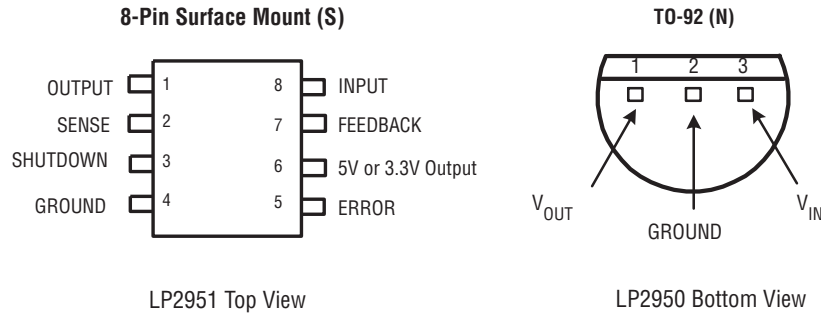 8-Pin Surface Mount (S)
OUTPUT 1 8 INPUT
SENSE 2 7 FEEDBACK
SHUTDOWN 3 6 5V or 3.3V Output
GROUND 4 5 ERROR
LP2951 Top View
TO-92 (N)
1 2 3
VOUT
GROUND
VIN
LP2950 Bottom View